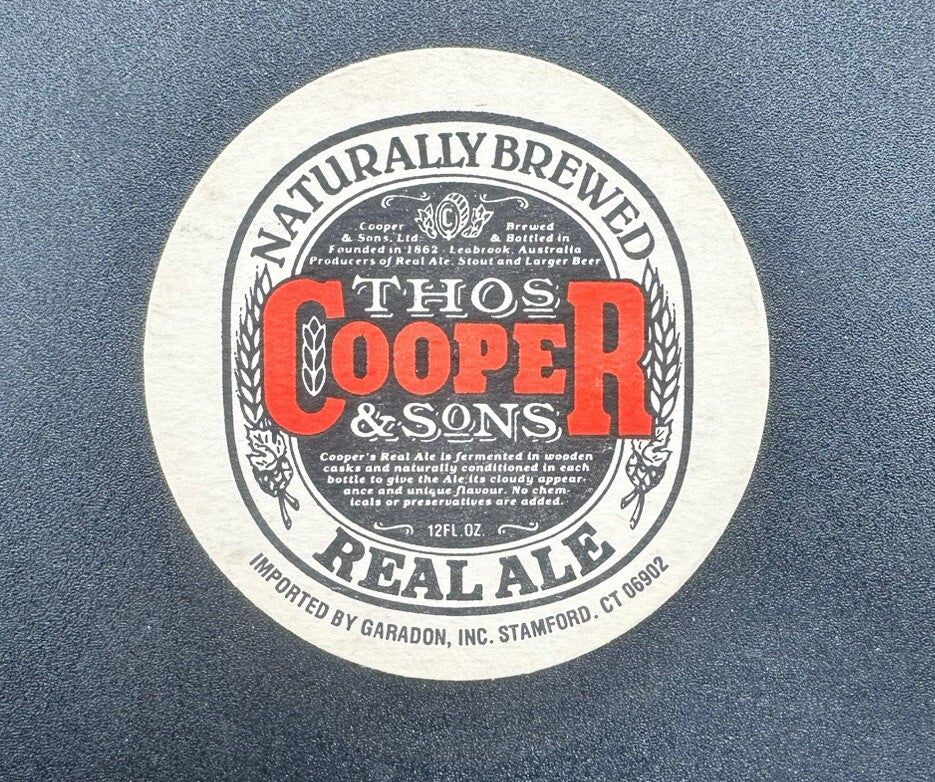 NATURALLY BREWED
C
Cooper Brewed
& Sons, Ltd. & Bottled in
Founded in 1862 · Leabrook, Australia
Producers of Real Ale, Stout and Larger Beer
THOS
COOPER
& SONS
Cooper's Real Ale is fermented in wooden
casks and naturally conditioned in each
bottle to give the Ale its cloudy appear-
ance and unique flavour. No chem-
icals or preservatives are added.
12FL.OZ.
REAL ALE
IMPORTED BY GARADON, INC. STAMFORD. CT 06902